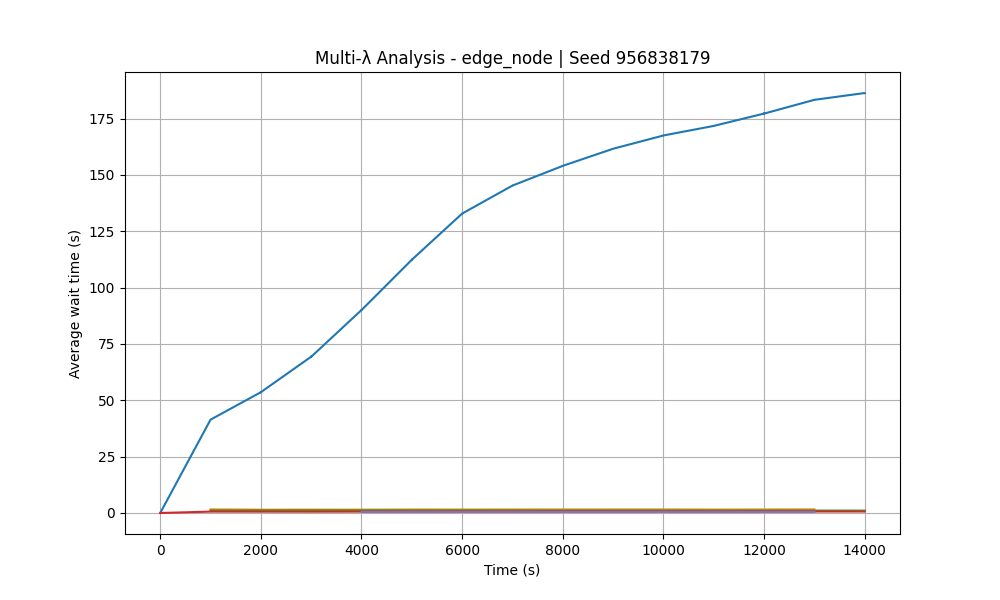 Multi-λ Analysis - edge_node | Seed 956838179
Average wait time (s)
175
150
125
100
75
50
25
0
0 2000 4000 6000 8000 10000 12000 14000
Time (s)